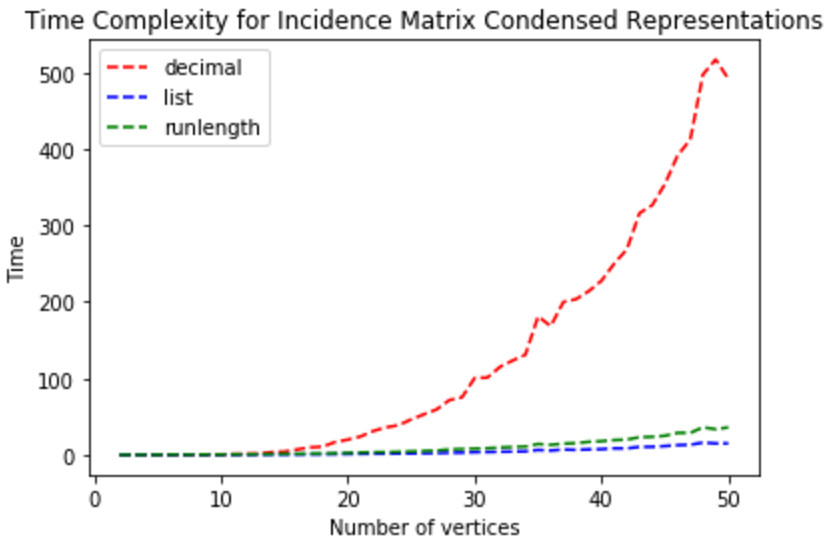 Time Complexity for Incidence Matrix Condensed Representations
decimal
list
runlength
500
400
300
200
100
0
Time
0 10 20 30 40 50
Number of vertices